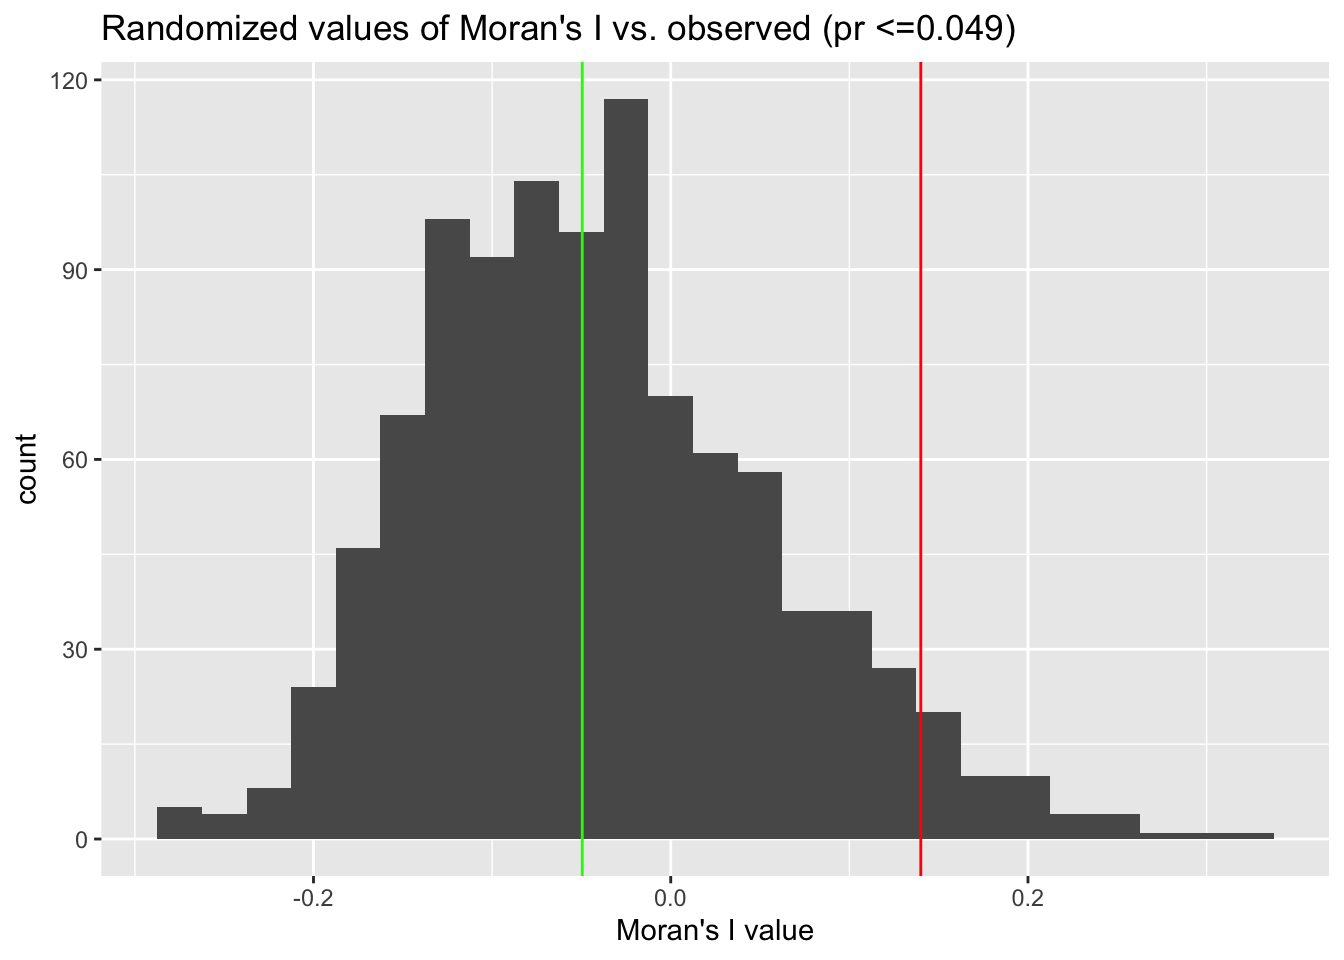 Randomized values of Moran's I vs. observed (pr <=0.049)
120
90
60
30
0
count
-0.2
0.0
0.2
Moran's I value